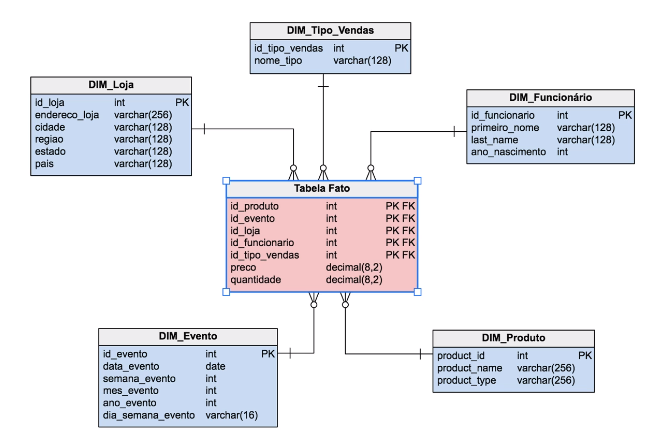 DIM_Tipo_Vendas
id_tipo_vendas int PK
nome_tipo varchar(128)
DIM_Loja
id_loja int PK
endereco_loja varchar(256)
cidade varchar(128)
regiao varchar(128)
estado varchar(128)
pais varchar(128)
DIM_Funcionário
id_funcionario int PK
primeiro_nome varchar(128)
last_name varchar(128)
ano_nascimento int
Tabela Fato
id_produto int PK FK
id_evento int PK FK
id_loja int PK FK
id_funcionario int PK FK
id_tipo_vendas int PK FK
preco decimal(8,2)
quantidade decimal(8,2)
DIM_Evento
id_evento int PK
data_evento date
semana_evento int
mes_evento int
ano_evento int
dia_semana_evento varchar(16)
DIM_Produto
product_id int PK
product_name varchar(256)
product_type varchar(256)